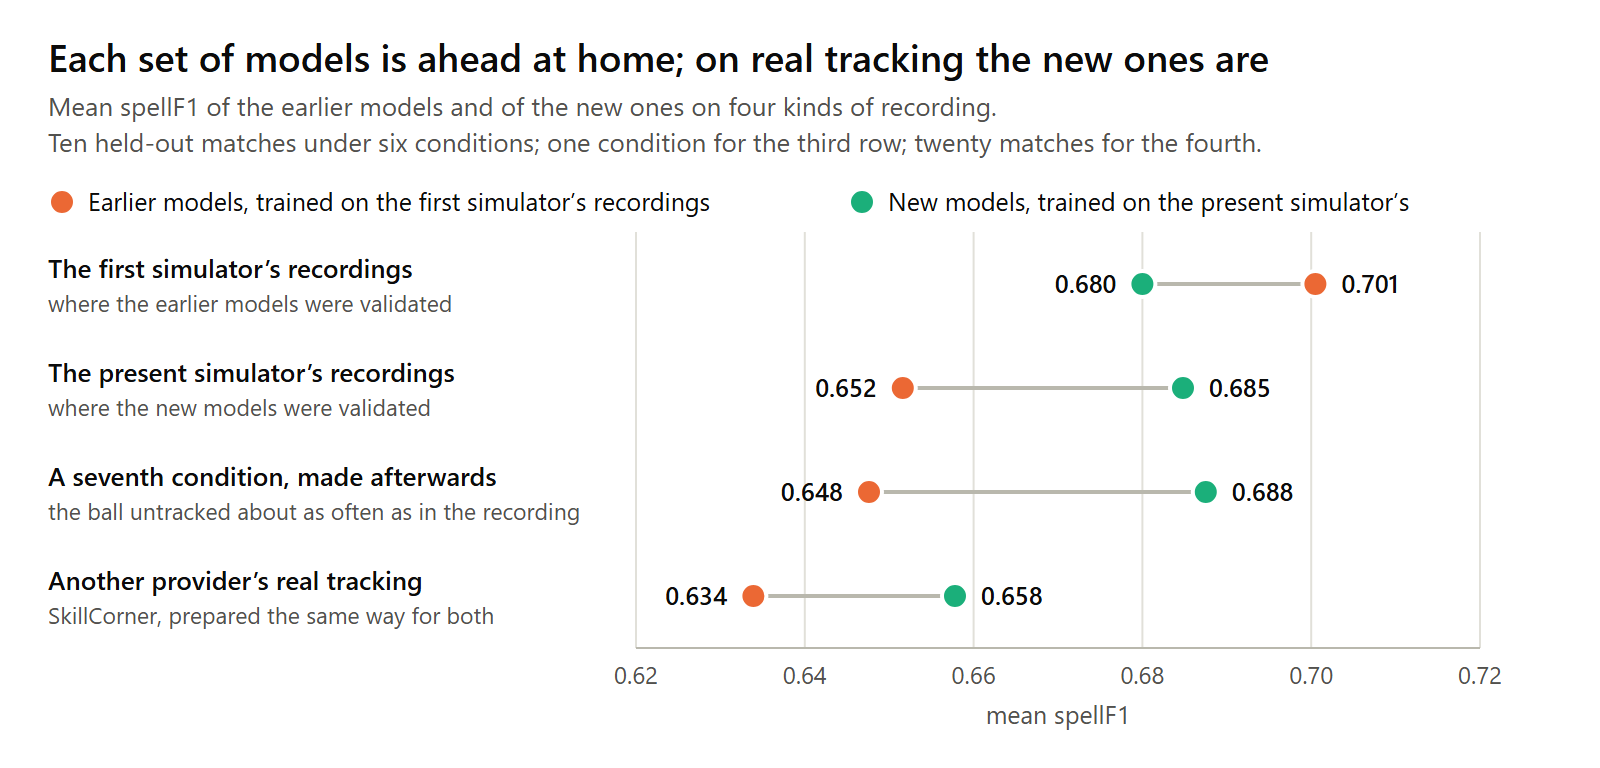 Each set of models is ahead at home; on real tracking the new ones are
Mean spellF1 of the earlier models and of the new ones on four kinds of recording.
Ten held-out matches under six conditions; one condition for the third row; twenty matches for the fourth.
Earlier models, trained on the first simulator’s recordings
New models, trained on the present simulator’s
The first simulator’s recordings
where the earlier models were validated
0.680
0.701
The present simulator’s recordings
where the new models were validated
0.652
0.685
A seventh condition, made afterwards
the ball untracked about as often as in the recording
0.648
0.688
Another provider’s real tracking
SkillCorner, prepared the same way for both
0.634
0.658
0.62
0.64
0.66
0.68
0.70
0.72
mean spellF1